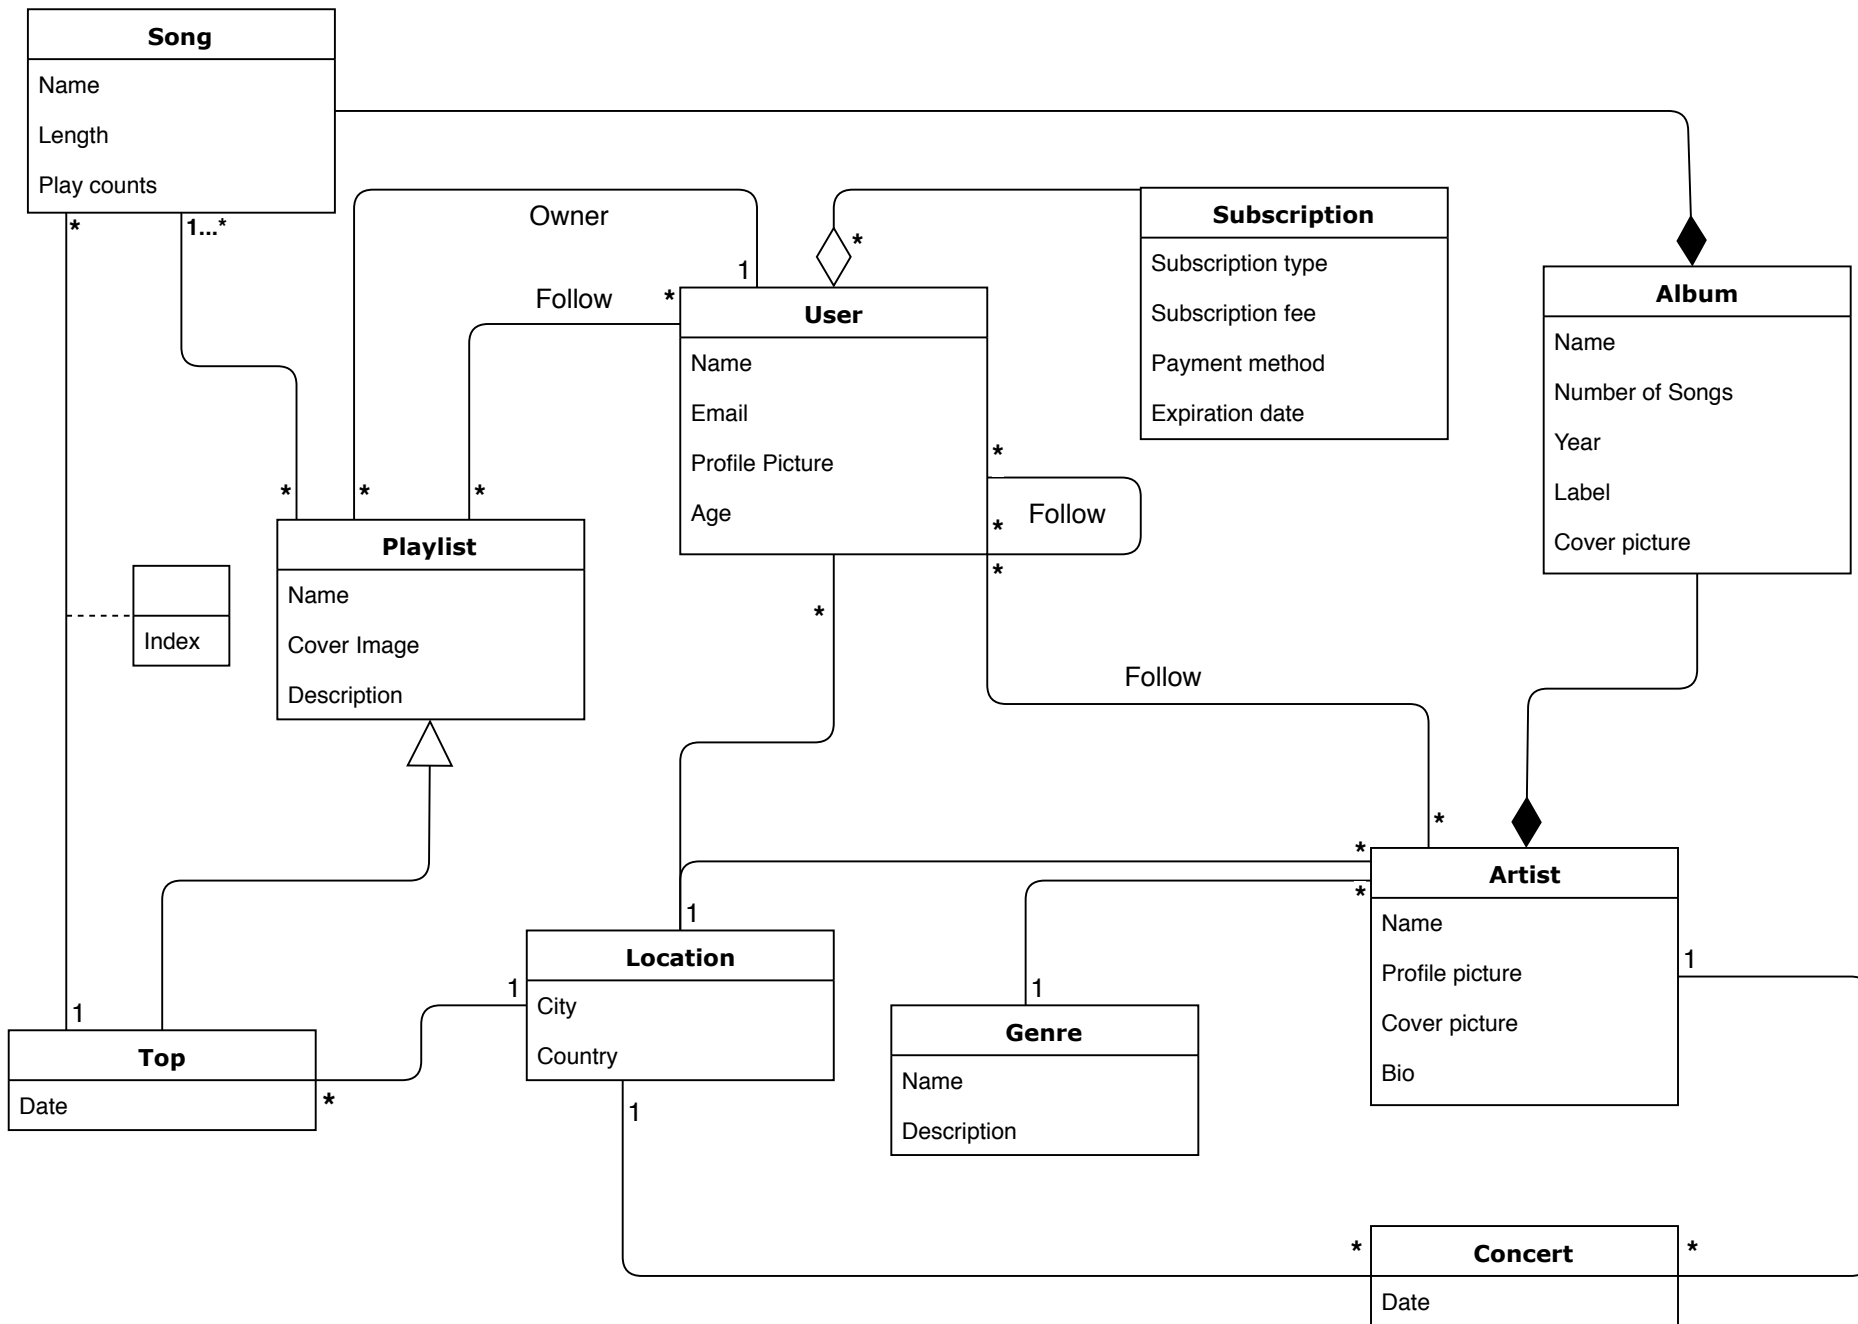 Song
Name
Length
Play counts
*
1...*
Owner
1
Follow
*
*
Subscription
Subscription type
Subscription fee
Payment method
Expiration date
User
Name
Email
Profile Picture
Age
*
*
Follow
*
*
Album
Name
Number of Songs
Year
Label
Cover picture
*
*
*
Playlist
Name
Cover Image
Description
Index
Follow
*
*
*
Artist
Name
Profile picture
Cover picture
Bio
1
1
Location
City
Country
1
1
1
Genre
Name
Description
1
Top
Date
*
*
Concert
*
Date